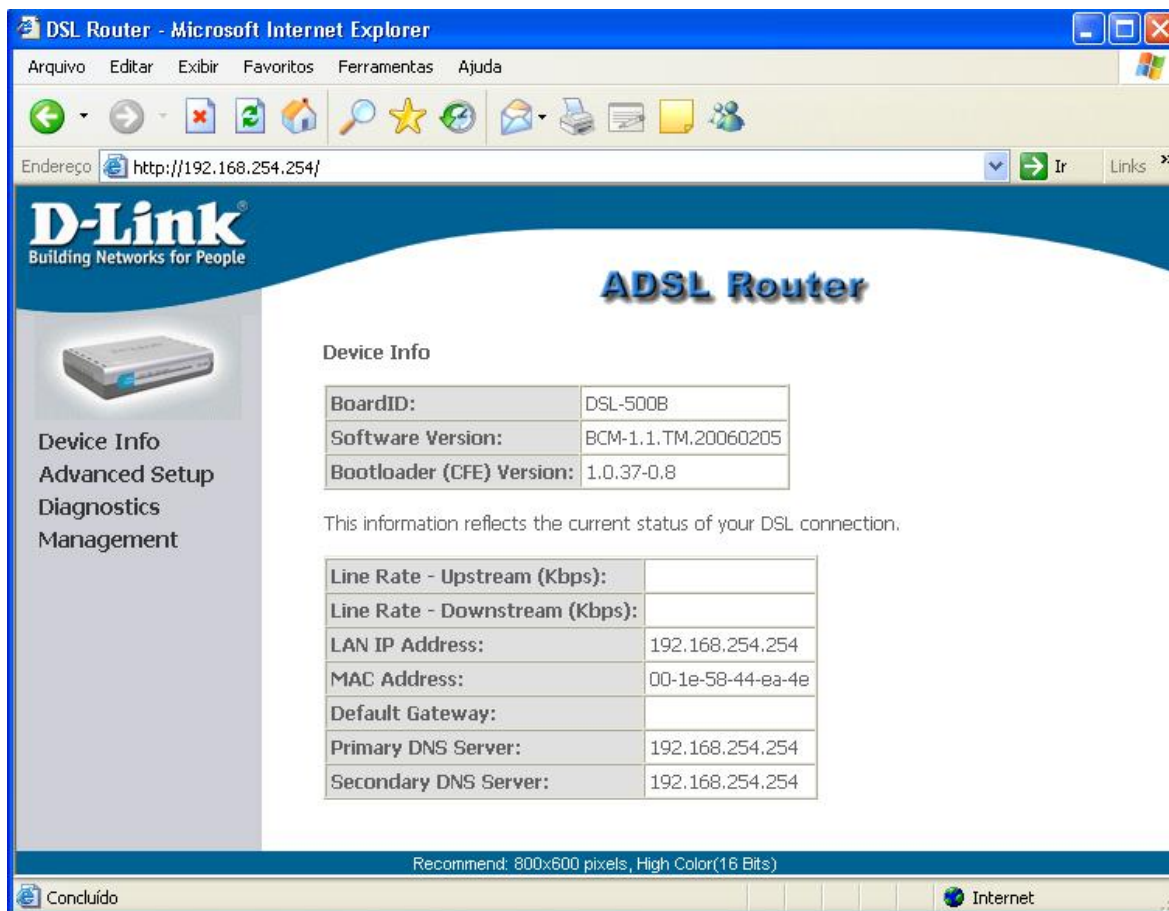 DSL Router - Microsoft Internet Explorer
Arquivo Editar Exibir Favoritos Ferramentas Ajuda
Endereço http://192.168.254.254/ Ir Links »
D-Link®
Building Networks for People
ADSL Router
Device Info
Advanced Setup
Diagnostics
Management
Device Info
BoardID: DSL-500B
Software Version: BCM-1.1.TM.20060205
Bootloader (CFE) Version: 1.0.37-0.8
This information reflects the current status of your DSL connection.
Line Rate - Upstream (Kbps):
Line Rate - Downstream (Kbps):
LAN IP Address: 192.168.254.254
MAC Address: 00-1e-58-44-ea-4e
Default Gateway:
Primary DNS Server: 192.168.254.254
Secondary DNS Server: 192.168.254.254
Recommend: 800x600 pixels, High Color(16 Bits)
Concluído Internet